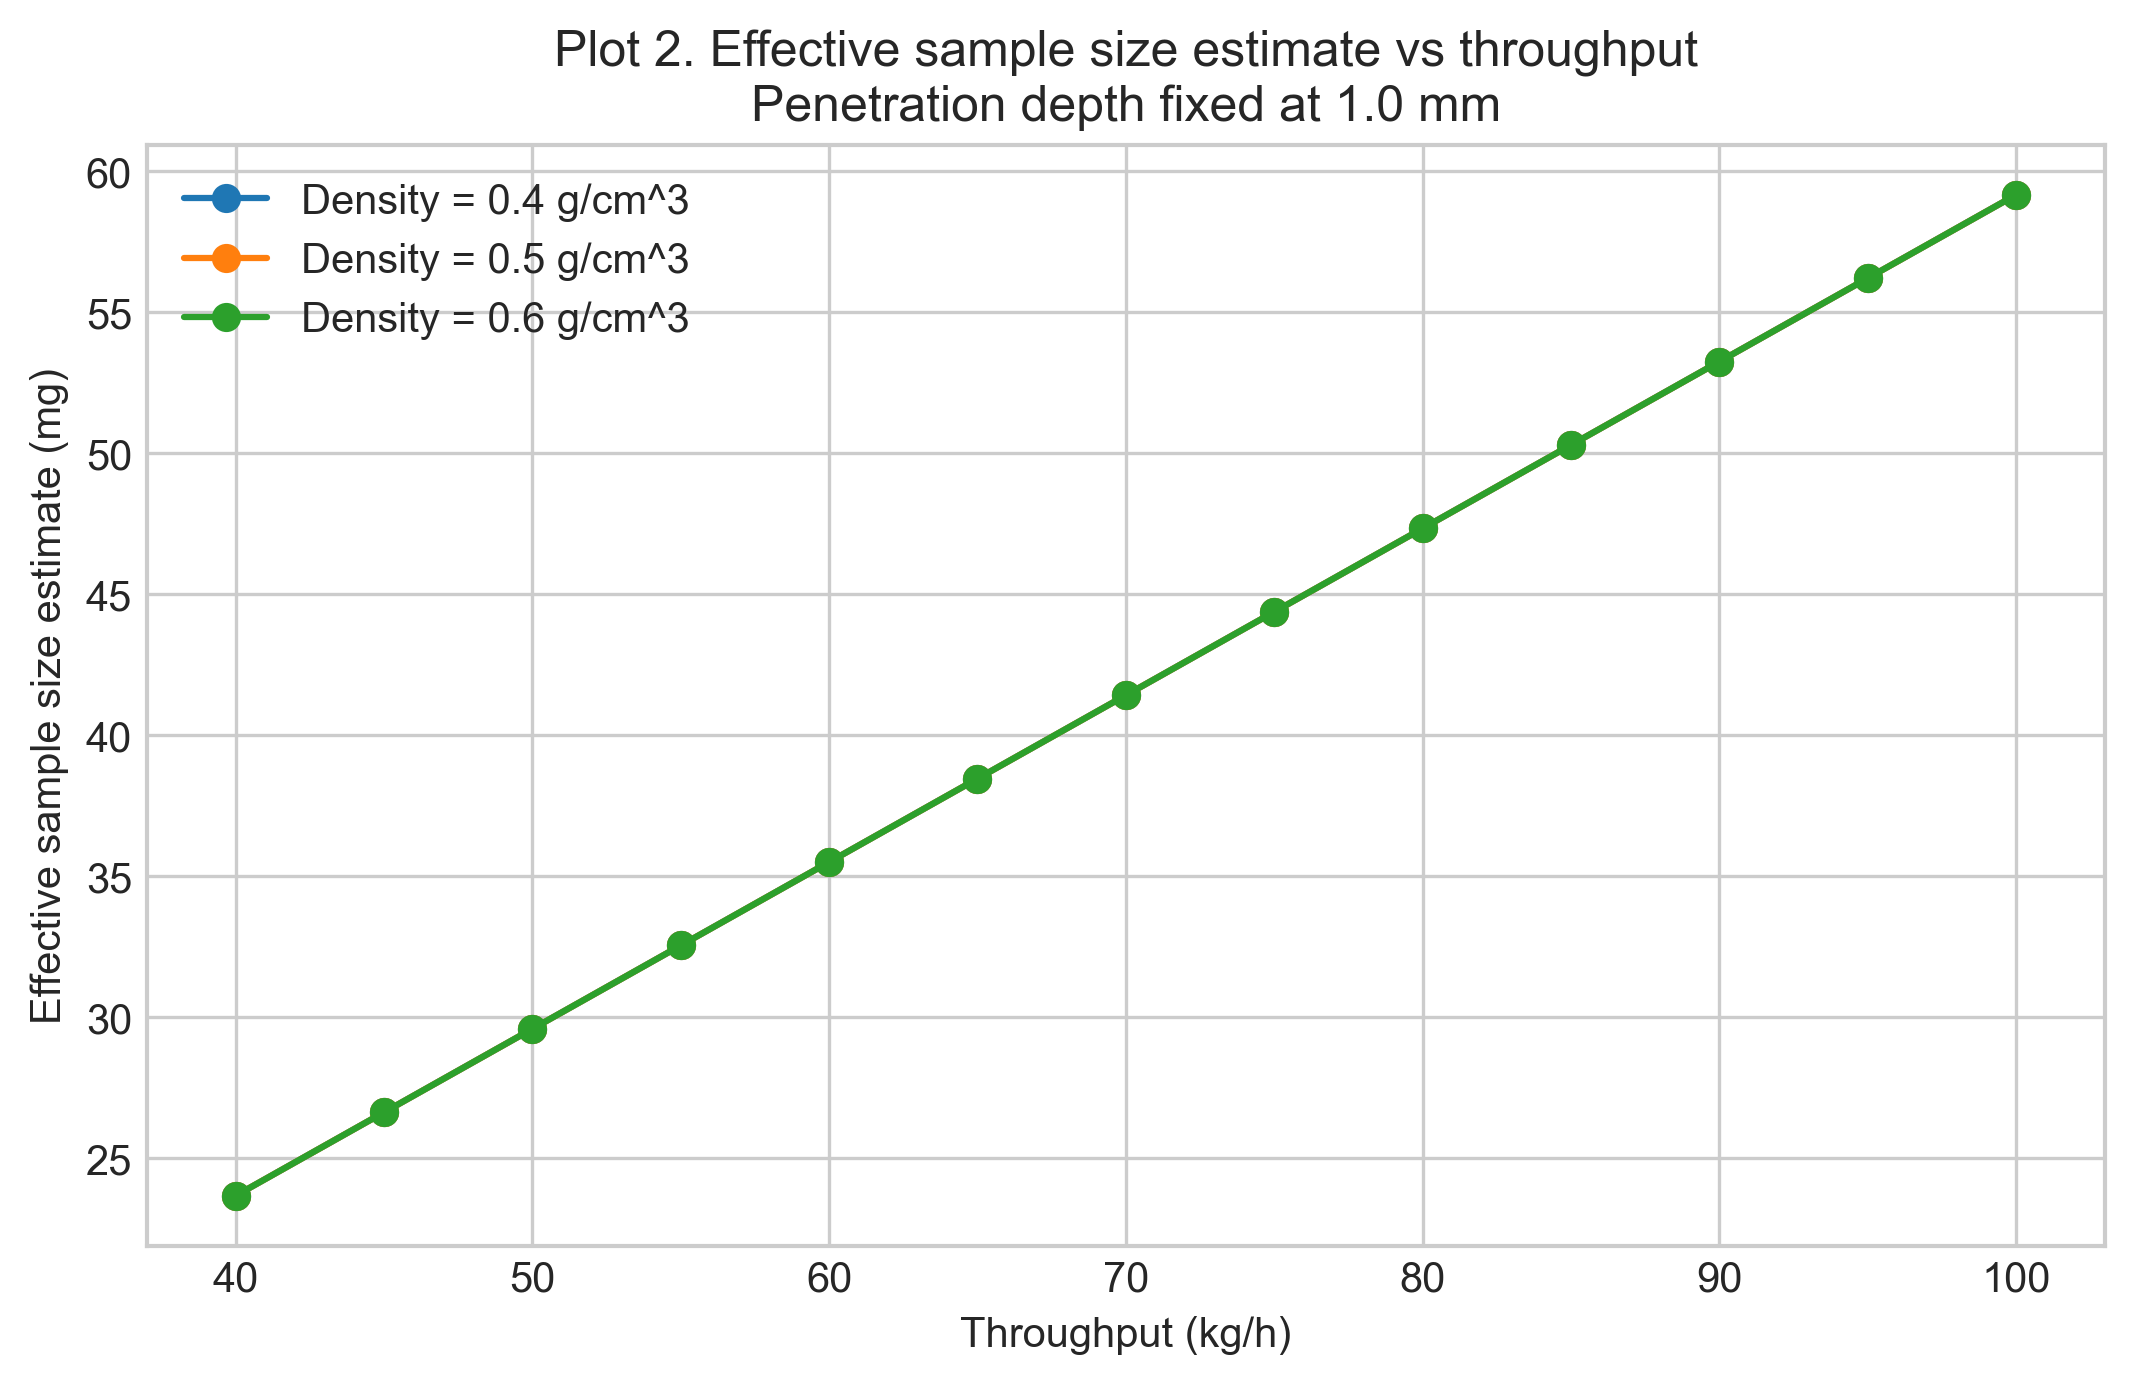 Plot 2. Effective sample size estimate vs throughput
Penetration depth fixed at 1.0 mm
Density = 0.4 g/cm^3
Density = 0.5 g/cm^3
Density = 0.6 g/cm^3
Effective sample size estimate (mg)
60
55
50
45
40
35
30
25
40 50 60 70 80 90 100
Throughput (kg/h)